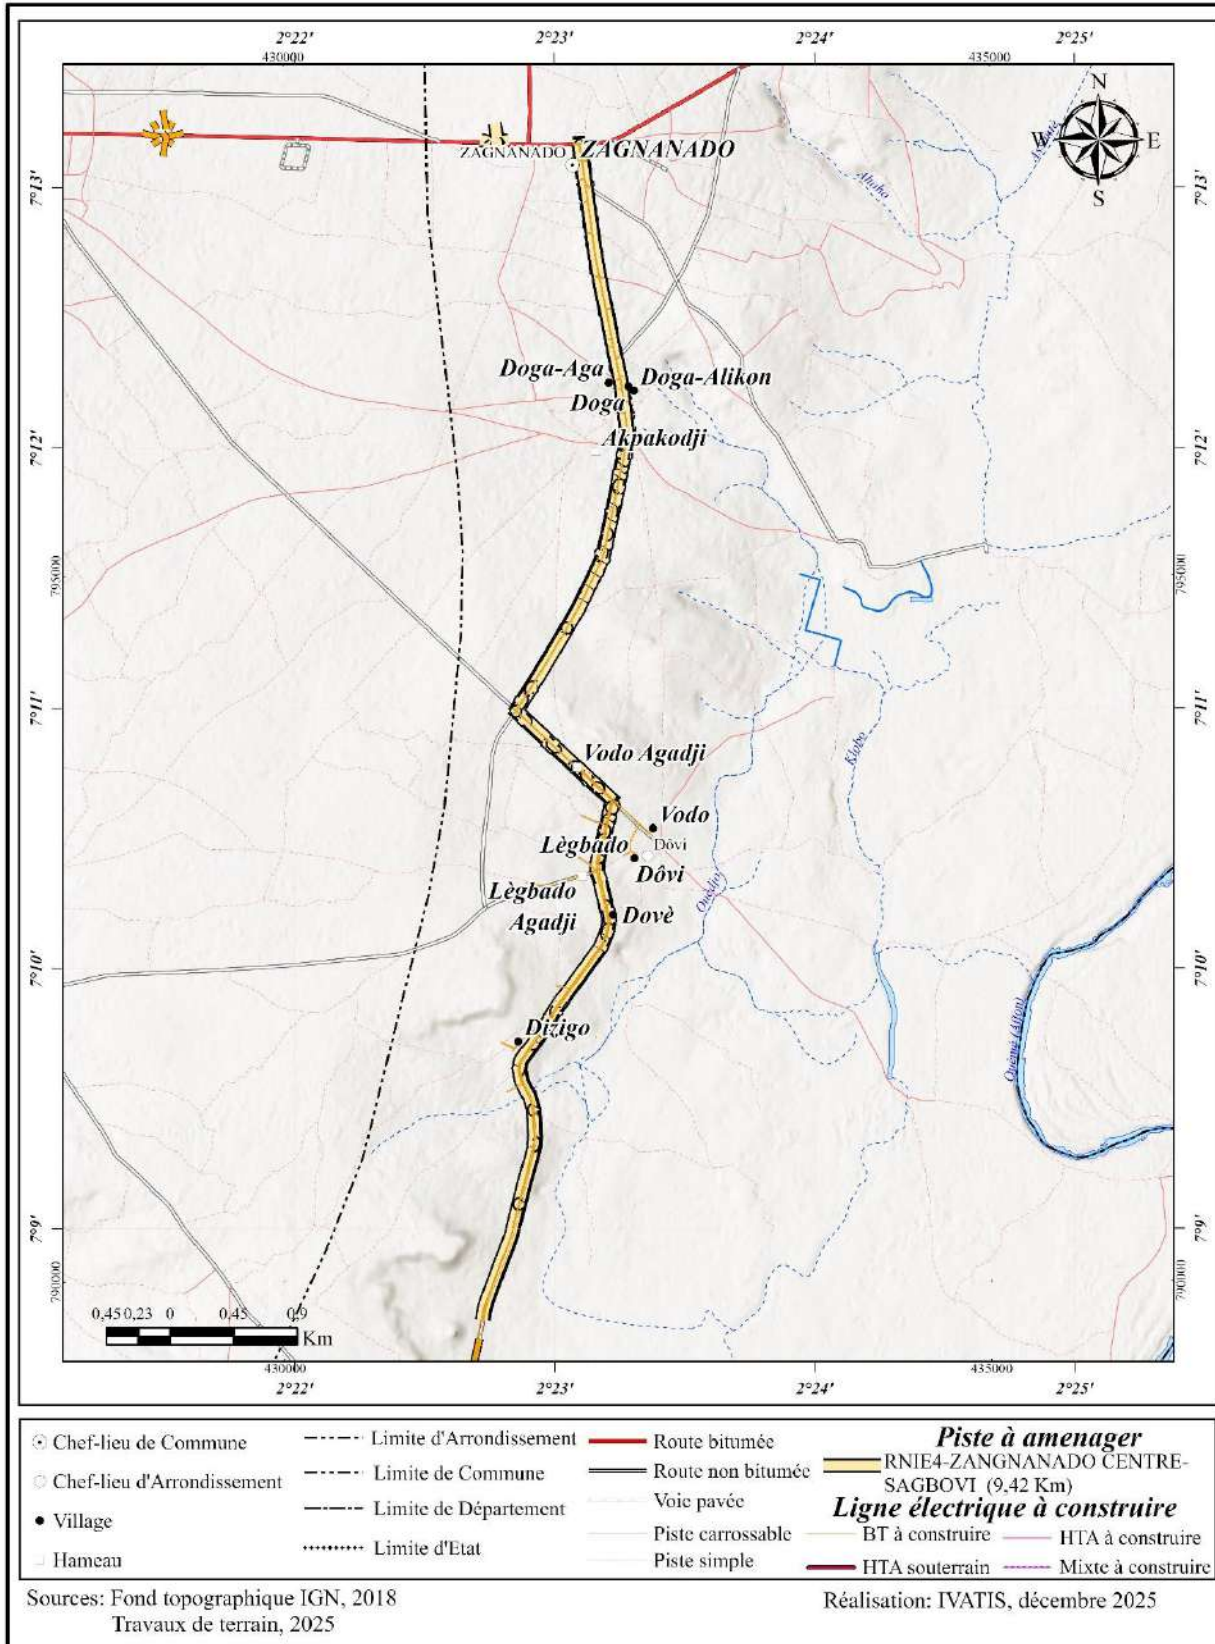 2°22'
2°23'
2°24'
2°25'
430000
435000
N
W
E
S
ZAGNANADO
ZAGNANADO
Ahoho
7°13'
7°13'
Doga-Aga
Doga-Alikon
Doga
Akpakodji
7°12'
7°12'
795000
795000
7°11'
7°11'
Vodo Agadji
Klobo
Vodo
Lègbado
Dôvi
Dôvi
Lègbado
Agadji
Dovè
Ouèdjo
7°10'
7°10'
Dizigo
Ouémé (Affon)
7°9'
7°9'
790000
790000
0,45 0,23 0 0,45 0,9
Km
430000
435000
2°22'
2°23'
2°24'
2°25'
Chef-lieu de Commune
Chef-lieu d'Arrondissement
Village
Hameau
Limite d'Arrondissement
Limite de Commune
Limite de Département
Limite d'Etat
Route bitumée
Route non bitumée
Voie pavée
Piste carrossable
Piste simple
Piste à amenager
RNIE4-ZANGNANADO CENTRE-
SAGBOVI (9,42 Km)
Ligne électrique à construire
BT à construire
HTA à construire
HTA souterrain
Mixte à construire
Sources: Fond topographique IGN, 2018
Travaux de terrain, 2025
Réalisation: IVATIS, décembre 2025